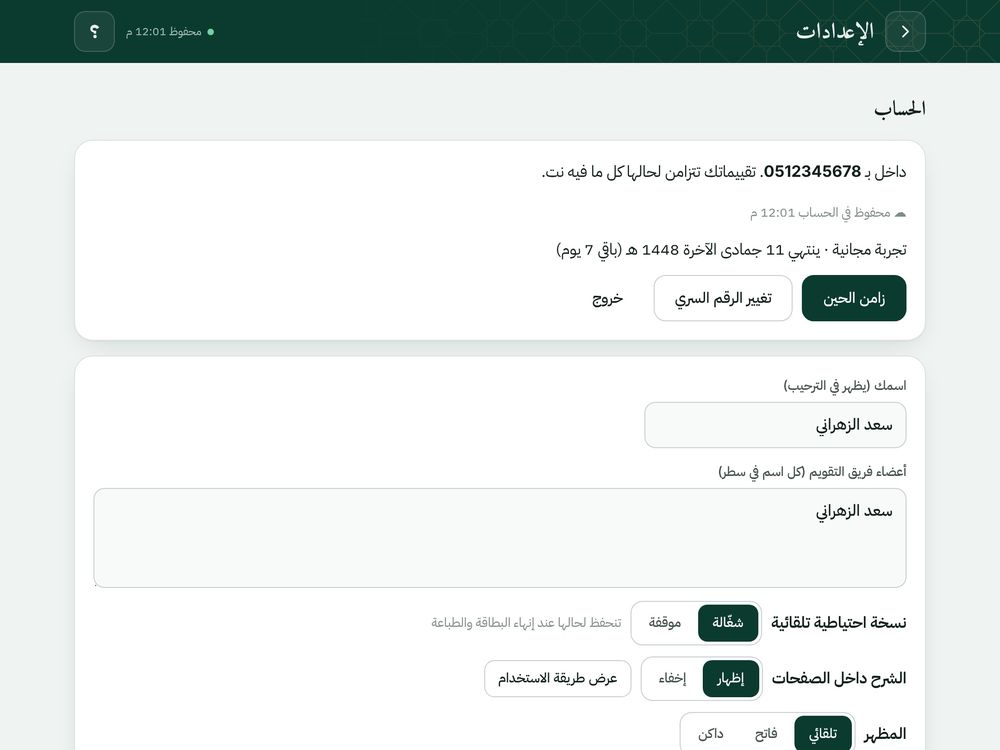 الإعدادات
محفوظ 12:01 م
؟
الحساب
داخل بـ 0512345678. تقييماتك تتزامن لحالها كل ما فيه نت.
☁ محفوظ في الحساب 12:01 م
تجربة مجانية · ينتهي 11 جمادى الآخرة 1448 هـ (باقي 7 يوم)
زامن الحين
تغيير الرقم السري
خروج
اسمك (يظهر في الترحيب)
سعد الزهراني
أعضاء فريق التقويم (كل اسم في سطر)
سعد الزهراني
نسخة احتياطية تلقائية شغّالة موقفة تنحفظ لحالها عند إنهاء البطاقة والطباعة
الشرح داخل الصفحات إظهار إخفاء عرض طريقة الاستخدام
المظهر تلقائي فاتح داكن